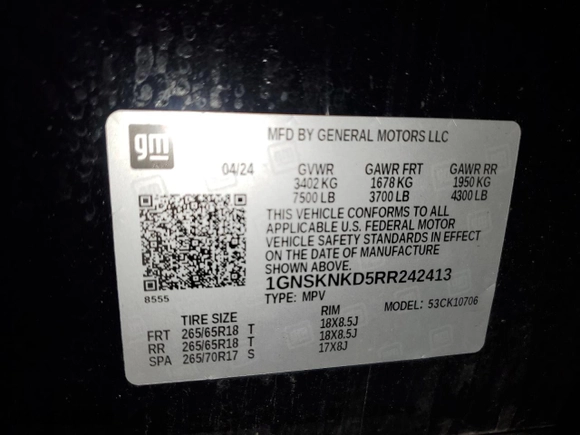 gm
MFD BY GENERAL MOTORS LLC
04/24 GVWR GAWR FRT GAWR RR
3402 KG 1678 KG 1950 KG
7500 LB 3700 LB 4300 LB
THIS VEHICLE CONFORMS TO ALL
APPLICABLE U.S. FEDERAL MOTOR
VEHICLE SAFETY STANDARDS IN EFFECT
ON THE DATE OF MANUFACTURE
SHOWN ABOVE.
1GNSKNKD5RR242413
8555
TYPE: MPV MODEL: 53CK10706
TIRE SIZE RIM
FRT 265/65R18 T 18X8.5J
RR 265/65R18 T 18X8.5J
SPA 265/70R17 S 17X8J